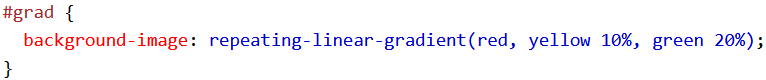 #grad {
  background-image: repeating-linear-gradient(red, yellow 10%, green 20%);
}